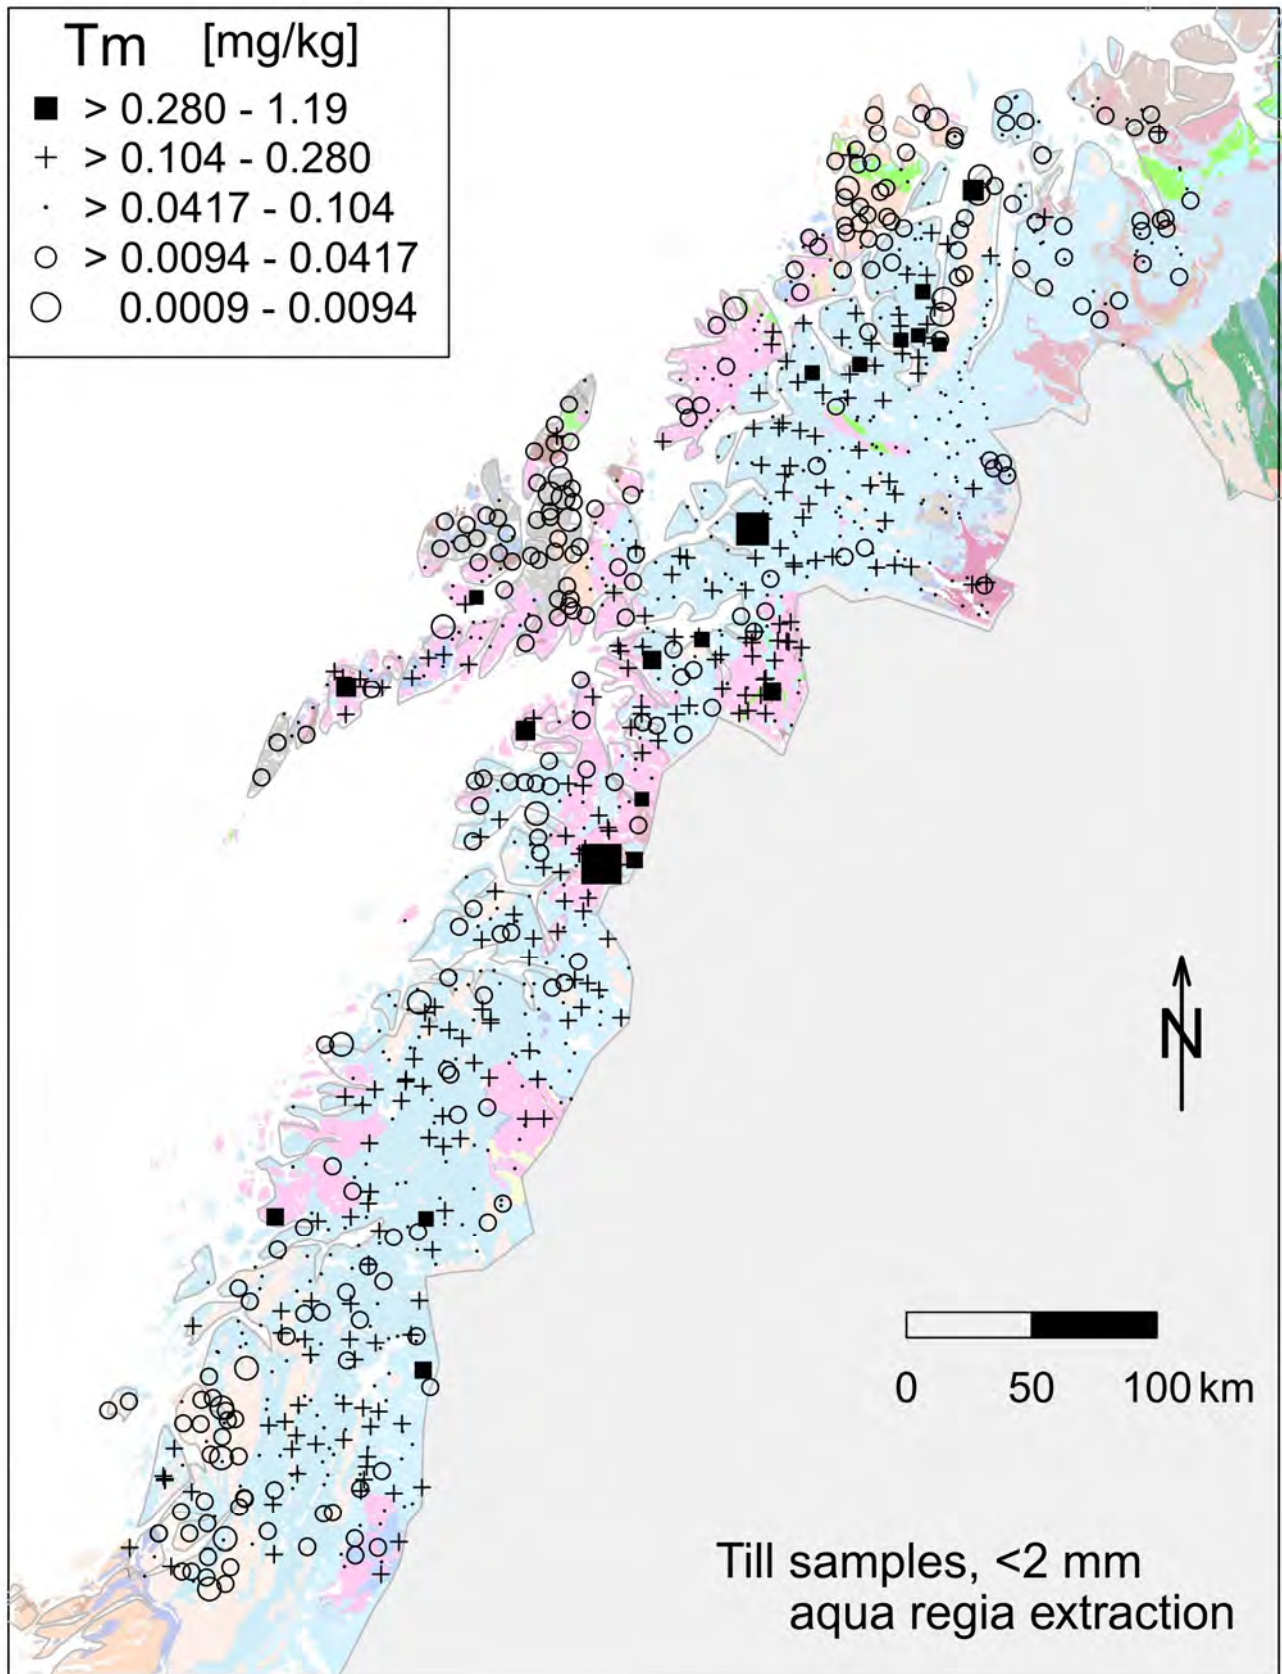 Tm [mg/kg]
■ > 0.280 - 1.19
+ > 0.104 - 0.280
· > 0.0417 - 0.104
○ > 0.0094 - 0.0417
○ 0.0009 - 0.0094
N
0 50 100 km
Till samples, <2 mm
aqua regia extraction